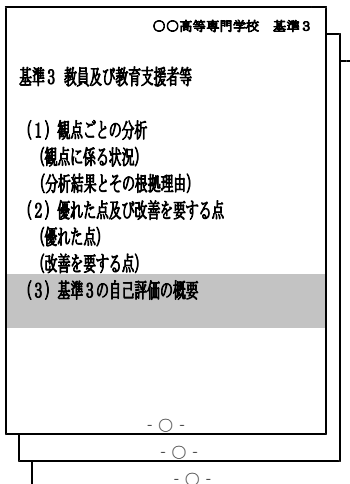 ○○高等専門学校　基準３
基準３ 教員及び教育支援者等
（１）観点ごとの分析
（観点に係る状況）
（分析結果とその根拠理由）
（２）優れた点及び改善を要する点
（優れた点）
（改善を要する点）
（３）基準３の自己評価の概要
- ○ -
- ○ -
- ○ -